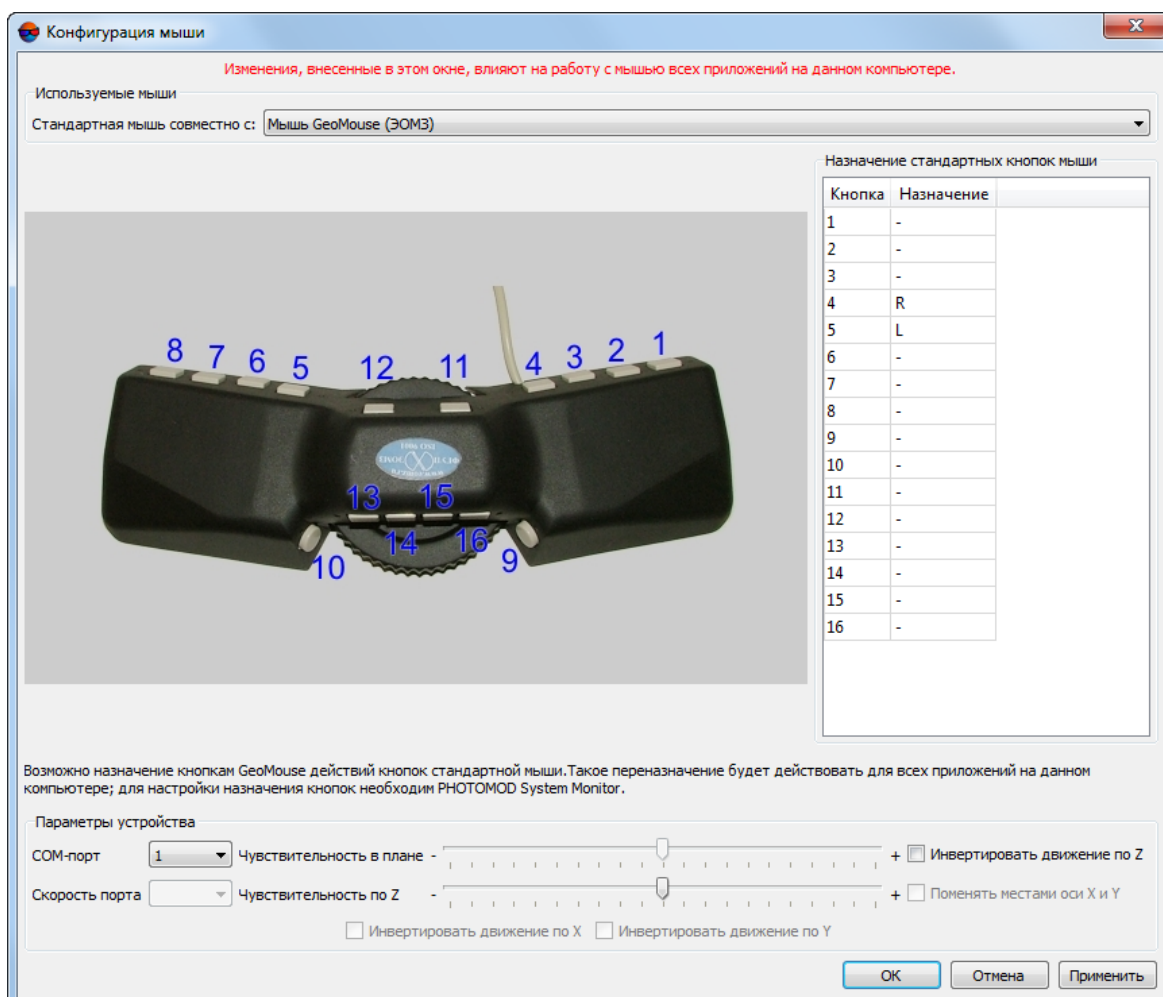 Конфигурация мыши
Изменения, внесенные в этом окне, влияют на работу с мышью всех приложений на данном компьютере.
Используемые мыши
Стандартная мышь совместно с: Мышь GeoMouse (ЭОМЗ)
Назначение стандартных кнопок мыши
Кнопка Назначение
1 -
2 -
3 -
4 R
5 L
6 -
7 -
8 -
9 -
10 -
11 -
12 -
13 -
14 -
15 -
16 -
8 7 6 5 12 11 4 3 2 1
13 15
14 16
10 9
Возможно назначение кнопкам GeoMouse действий кнопок стандартной мыши.Такое переназначение будет действовать для всех приложений на данном
компьютере; для настройки назначения кнопок необходим PHOTOMOD System Monitor.
Параметры устройства
COM-порт 1 Чувствительность в плане - + Инвертировать движение по Z
Скорость порта Чувствительность по Z - + Поменять местами оси X и Y
Инвертировать движение по X Инвертировать движение по Y
OK Отмена Применить